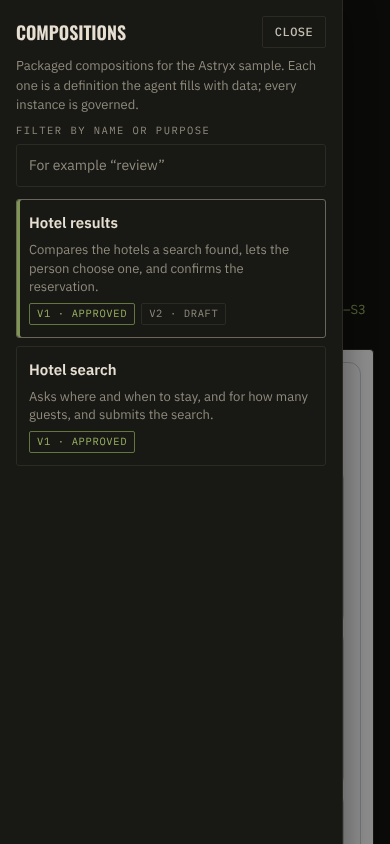 COMPOSITIONS
CLOSE
Packaged compositions for the Astryx sample. Each
one is a definition the agent fills with data; every
instance is governed.
FILTER BY NAME OR PURPOSE
For example “review”
Hotel results
Compares the hotels a search found, lets the
person choose one, and confirms the
reservation.
V1 · APPROVED
V2 · DRAFT
—S3
Hotel search
Asks where and when to stay, and for how many
guests, and submits the search.
V1 · APPROVED